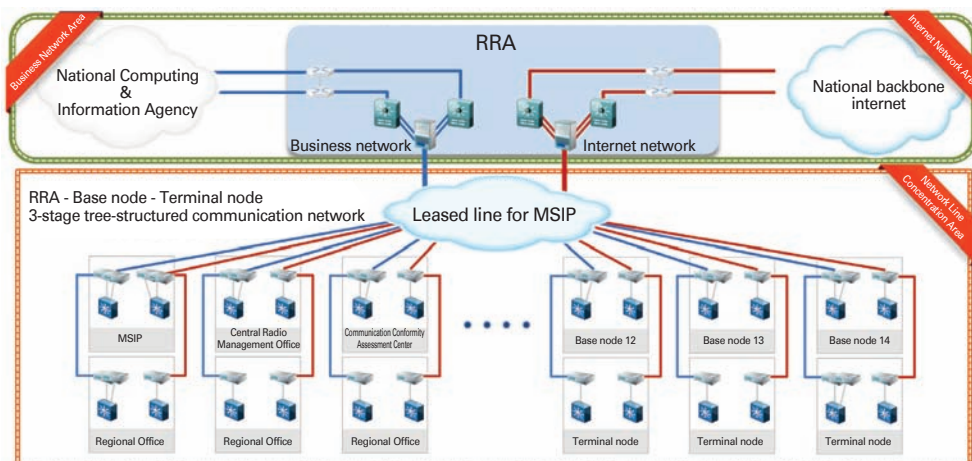 Business Network Area
Internet Network Area
RRA
National Computing
&
Information Agency
National backbone
internet
Business network
Internet network
RRA - Base node - Terminal node
3-stage tree-structured communication network
Leased line for MSIP
Network Line
Concentration Area
MSIP
Central Radio
Management Office
Communication Conformity
Assessment Center
Base node 12
Base node 13
Base node 14
Regional Office
Regional Office
Regional Office
Terminal node
Terminal node
Terminal node